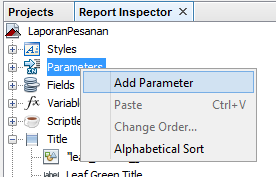 Projects
Report Inspector
LaporanPesanan
Styles
Parameters
Fields
Variable
Scriptle
Title
Leaf Green Title
Add Parameter
Paste Ctrl+V
Change Order...
Alphabetical Sort